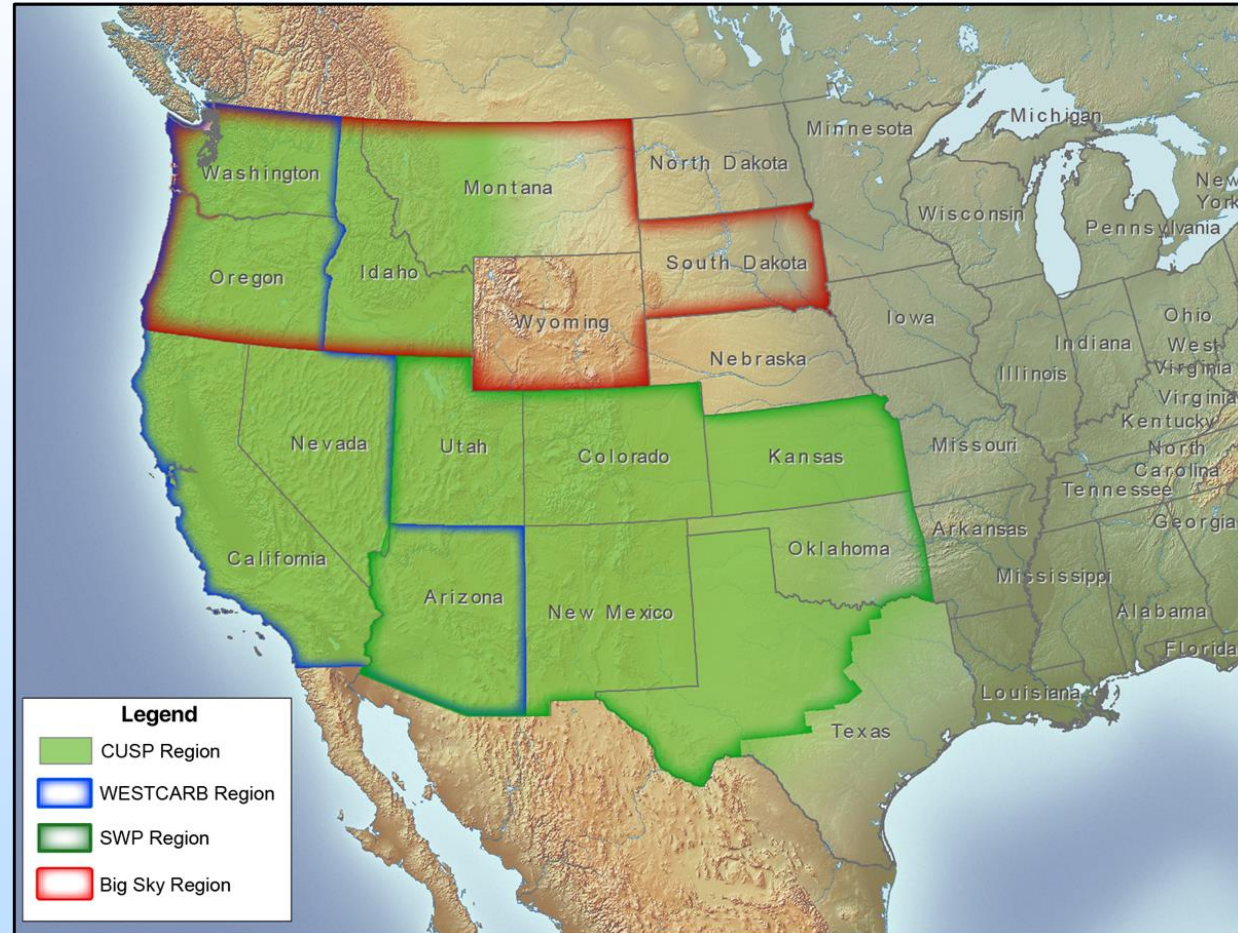 Michigan
Minnesota
North Dakota
Washington
Montana
New
York
Wisconsin
Pennsylvania
South Dakota
Oregon
Idaho
Wyoming
Iowa
Ohio
Nebraska
Indiana
West
Virginia
Illinois
Virginia
Kentucky
Nevada
Utah
Colorado
Kansas
Missouri
North
Carolina
Tennessee
Georgia
Arkansas
Oklahoma
California
Arizona
New Mexico
Mississippi
Alabama
Florida
Louisiana
Texas
Legend
CUSP Region
WESTCARB Region
SWP Region
Big Sky Region